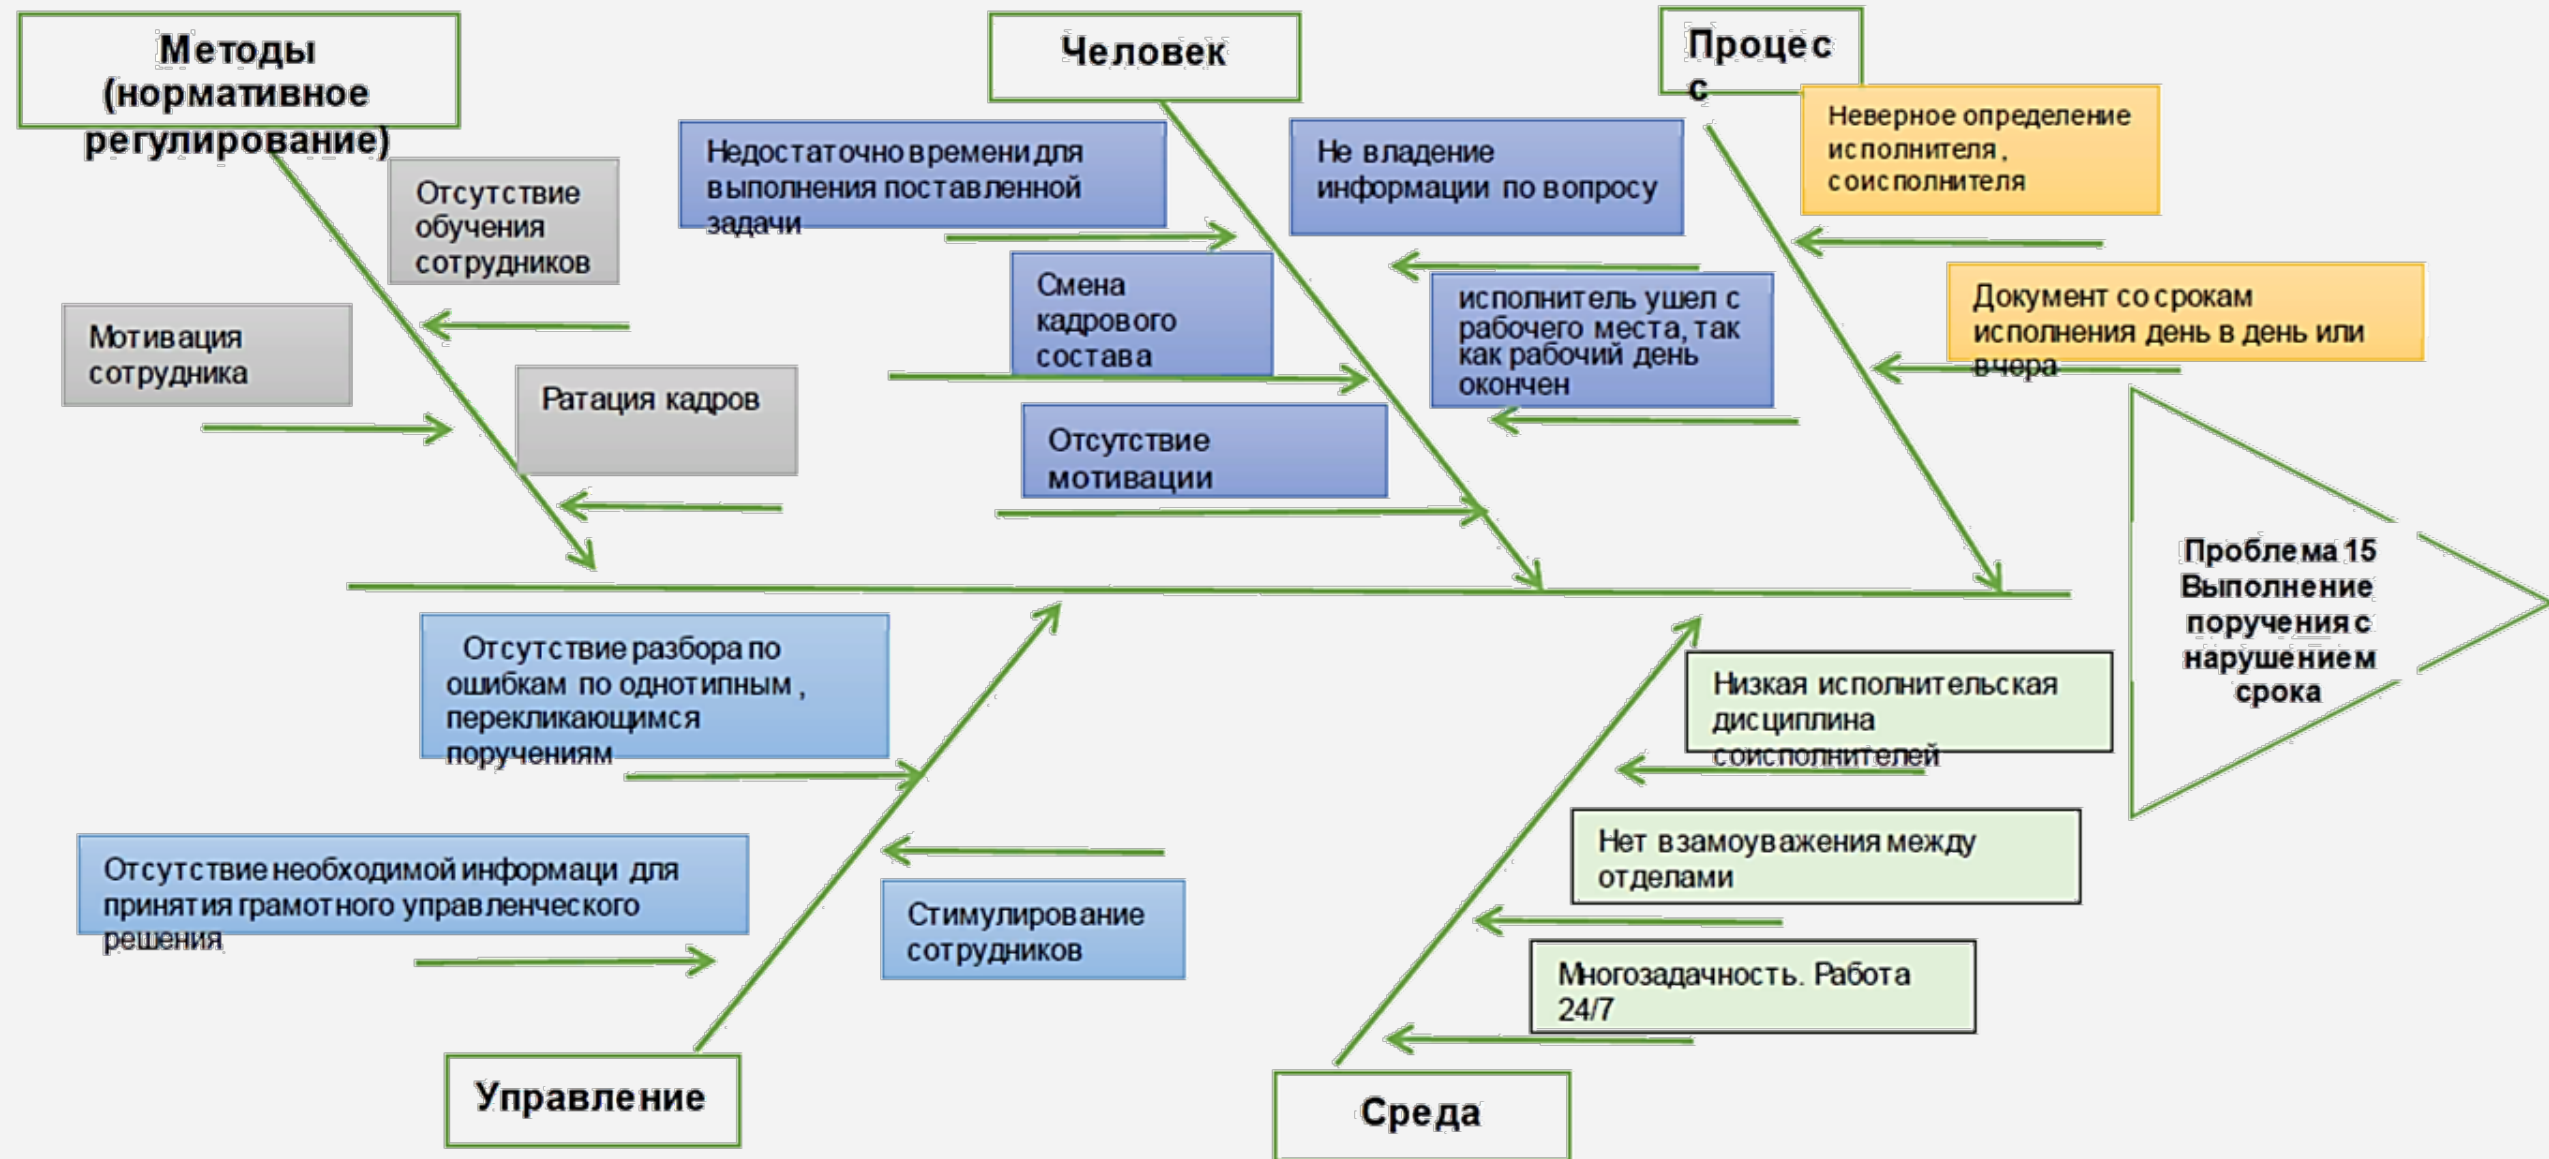 Методы
(нормативное
регулирование)
Человек
Процес
с
Неверное определение
исполнителя,
соисполнителя
Недостаточно времени для
выполнения поставленной
задачи
Не владение
информации по вопросу
Отсутствие
обучения
сотрудников
Смена
кадрового
состава
исполнитель ушел с
рабочего места, так
как рабочий день
окончен
Документ со срокам
исполнения день в день или
вчера
Мотивация
сотрудника
Ратация кадров
Отсутствие
мотивации
Проблема 15
Выполнение
поручения с
нарушением
срока
Отсутствие разбора по
ошибкам по однотипным,
перекликающимся
поручениям
Низкая исполнительская
дисциплина
соисполнителей
Отсутствие необходимой информаци для
принятия грамотного управленческого
решения
Стимулирование
сотрудников
Нет взамоуважения между
отделами
Многозадачность. Работа
24/7
Управление
Среда